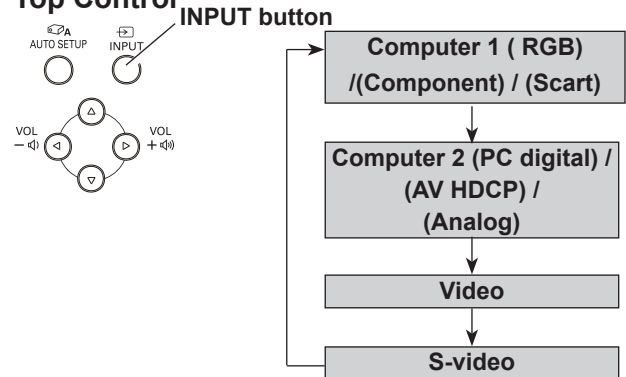 Top Control
INPUT button
A
AUTO SETUP
INPUT
VOL
–
VOL
+
Computer 1 ( RGB)
/(Component) / (Scart)
Computer 2 (PC digital) /
(AV HDCP) /
(Analog)
Video
S-video